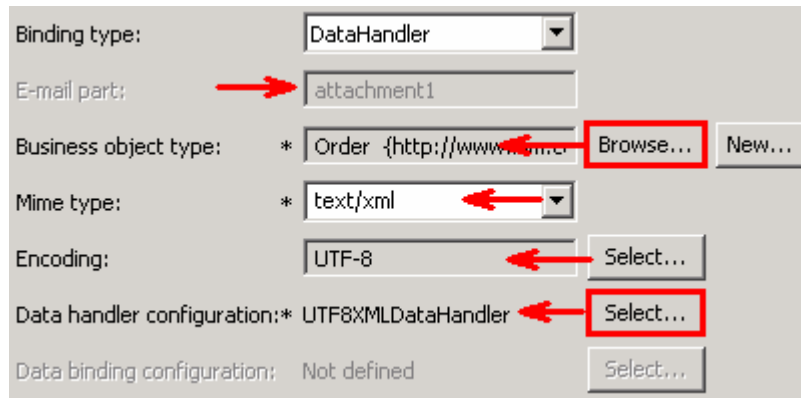 Binding type: DataHandler
E-mail part: attachment1
Business object type: * Order {http://www Browse... New...
Mime type: * text/xml
Encoding: UTF-8 Select...
Data handler configuration:* UTF8XMLDataHandler Select...
Data binding configuration: Not defined Select...